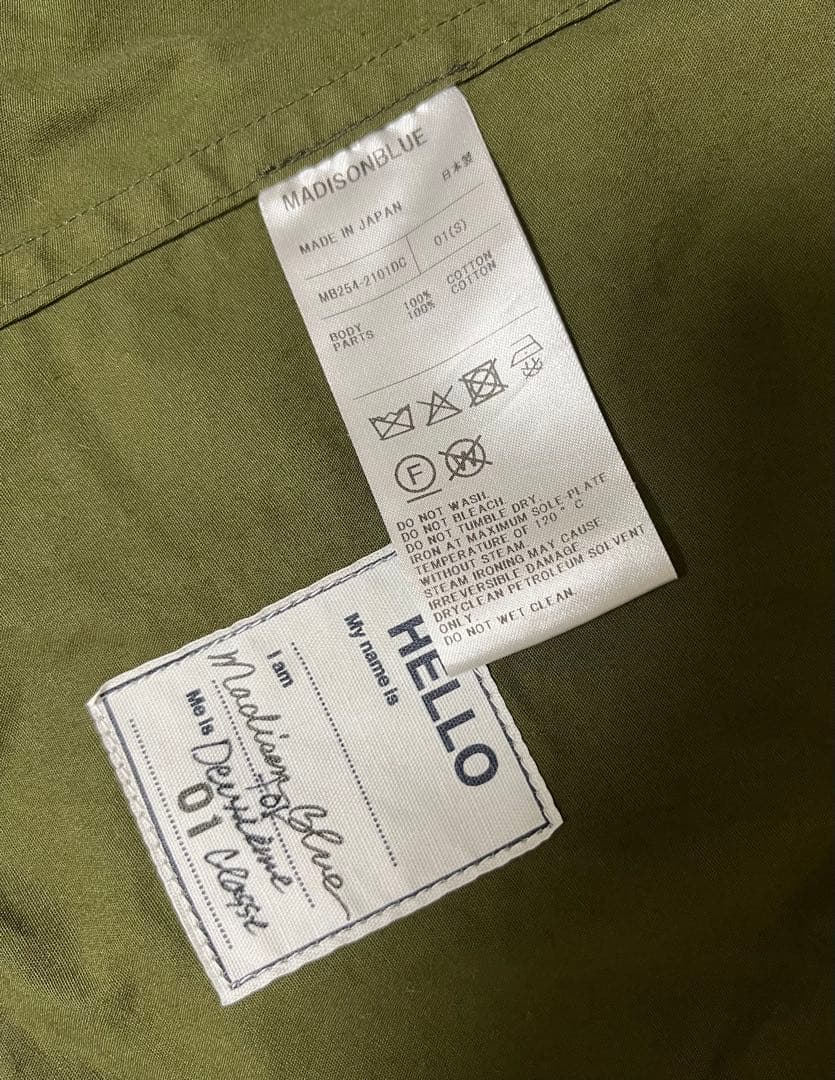 MADISONBLUE
MADE IN JAPAN 日本製
MB254-2101DC 01(S)
BODY 100% COTTON
PARTS 100% COTTON
F
W
DO NOT WASH.
DO NOT BLEACH.
DO NOT TUMBLE DRY.
IRON AT MAXIMUM SOLE-PLATE
TEMPERATURE OF 120°C
WITHOUT STEAM.
STEAM IRONING MAY CAUSE
IRREVERSIBLE DAMAGE.
DRYCLEAN PETROLEUM SOLVENT
ONLY.
DO NOT WET CLEAN.
HELLO
My name is
I am
Madison Blue
for
Me is Deuxième Classe
01